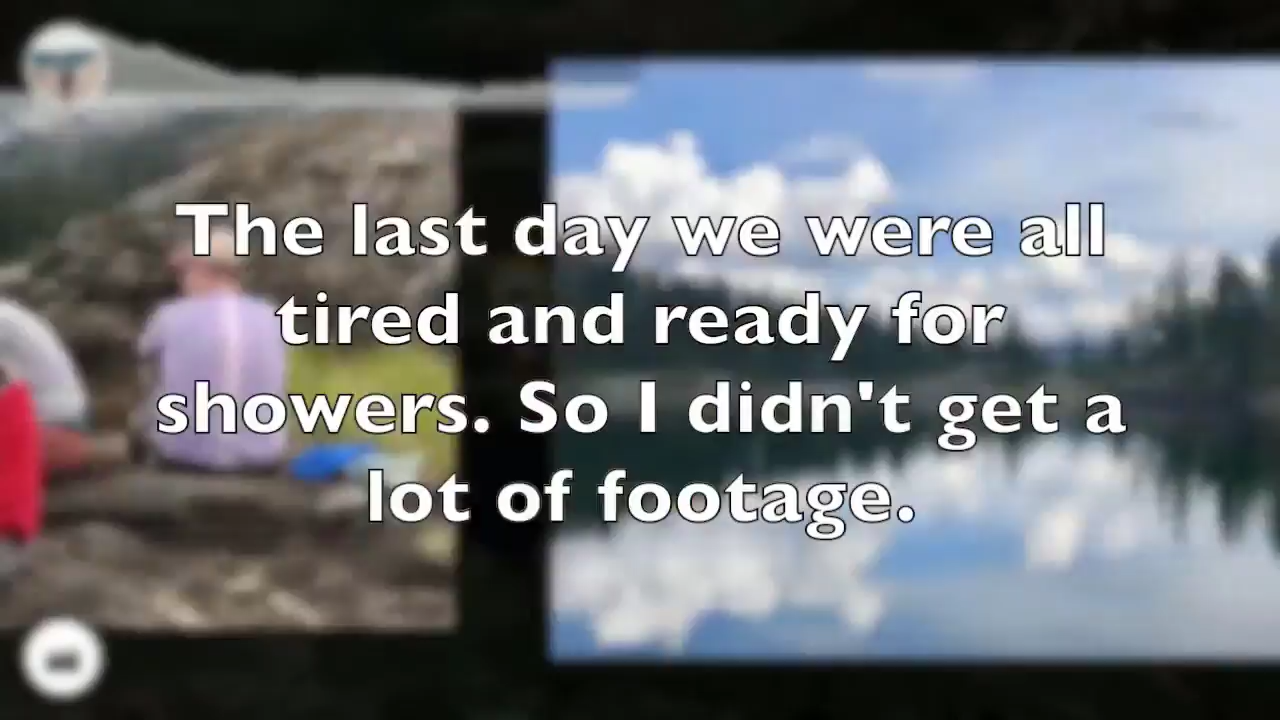 The last day we were all
tired and ready for
showers. So I didn't get a
lot of footage.